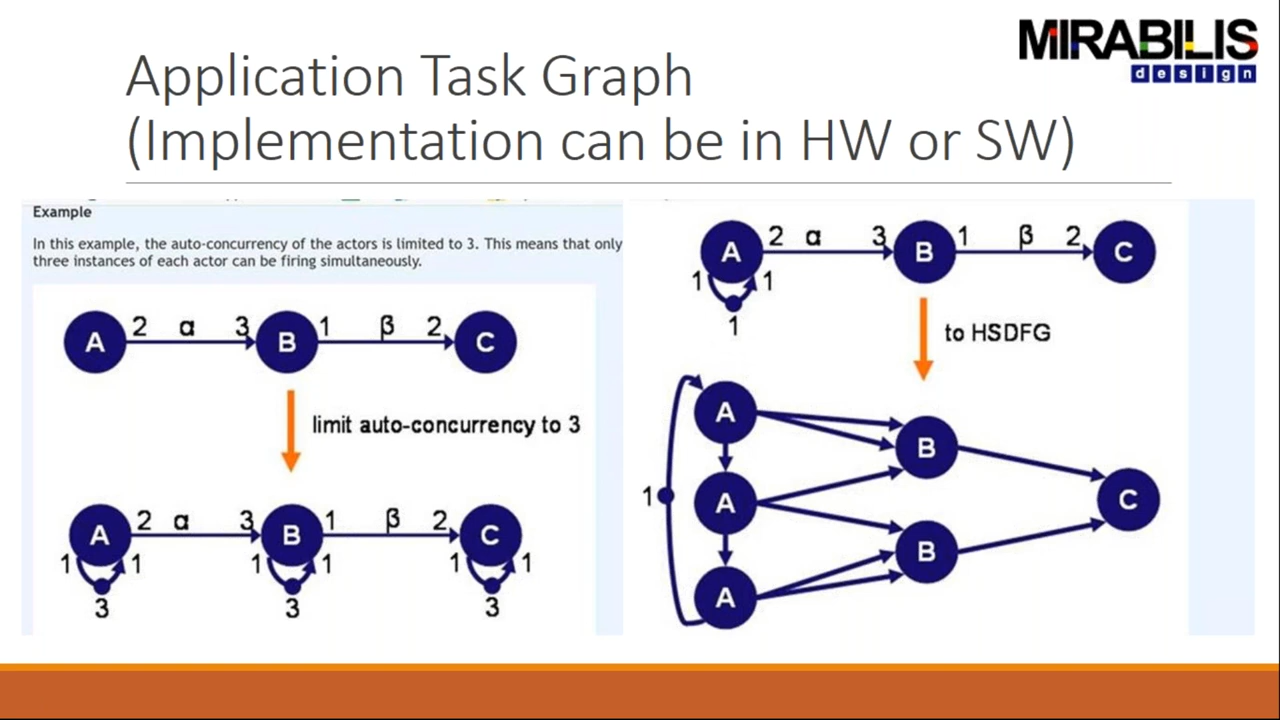 MIRABILIS
design
Application Task Graph
(Implementation can be in HW or SW)
Example
In this example, the auto-concurrency of the actors is limited to 3. This means that only
three instances of each actor can be firing simultaneously.
A 2 α 3 B 1 β 2 C
limit auto-concurrency to 3
A 2 α 3 B 1 β 2 C
1 1 1 1 1 1
3 3 3
A 2 α 3 B 1 β 2 C
1 1
1
to HSDFG
A
B
1 A C
B
A